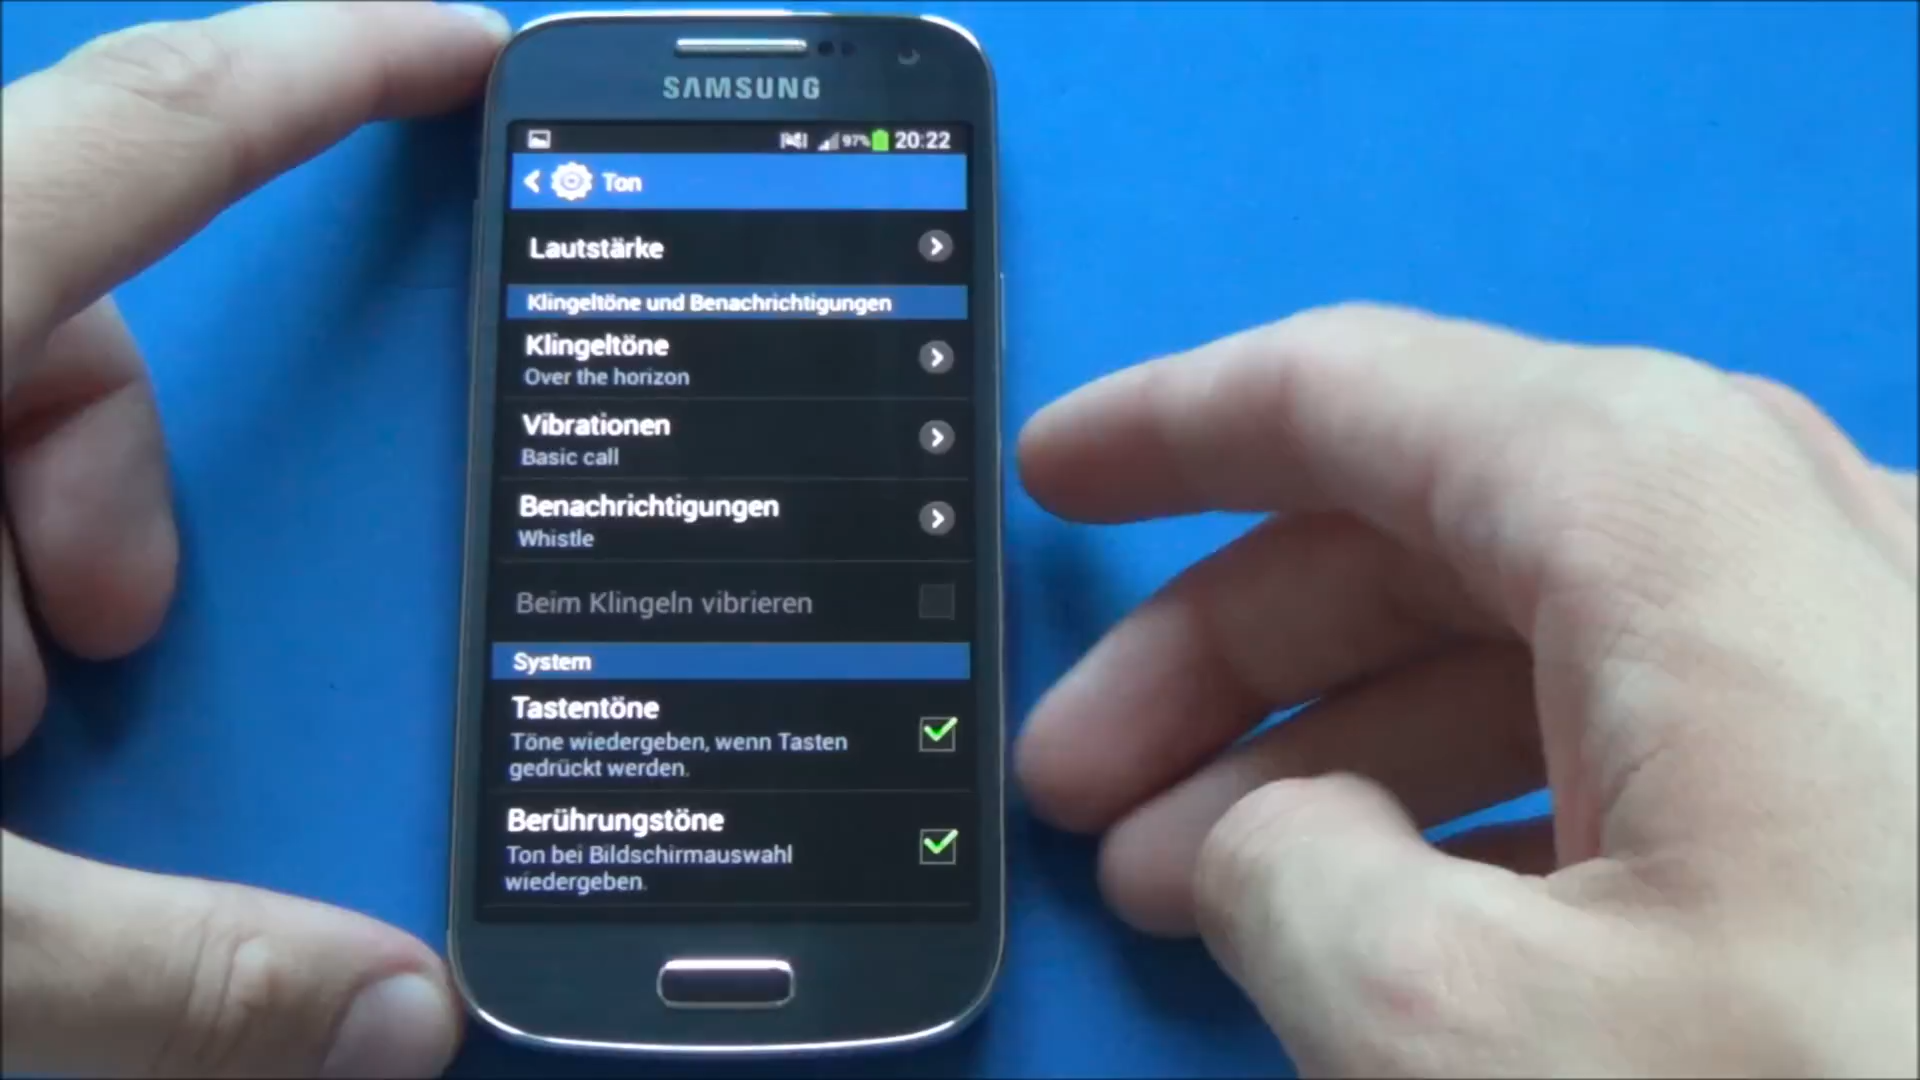 SAMSUNG
97% 20:22
Ton
Lautstärke
Klingeltöne und Benachrichtigungen
Klingeltöne
Over the horizon
Vibrationen
Basic call
Benachrichtigungen
Whistle
Beim Klingeln vibrieren
System
Tastentöne
Töne wiedergeben, wenn Tasten
gedrückt werden.
Berührungstöne
Ton bei Bildschirmauswahl
wiedergeben.